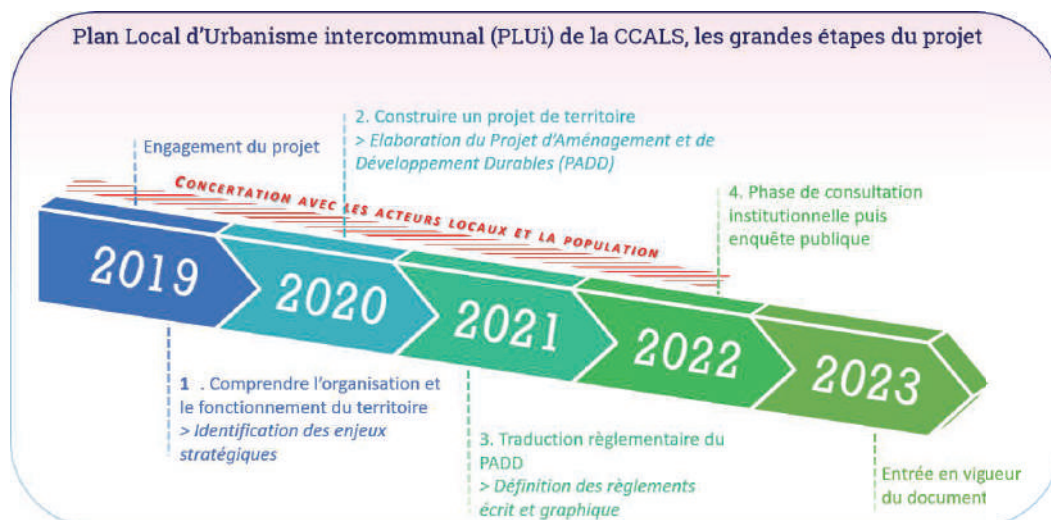 Plan Local d'Urbanisme intercommunal (PLUi) de la CCALS, les grandes étapes du projet
Engagement du projet
2. Construire un projet de territoire
> Elaboration du Projet d'Aménagement et de
Développement Durables (PADD)
CONCERTATION AVEC LES ACTEURS LOCAUX ET LA POPULATION
4. Phase de consultation
institutionnelle puis
enquête publique
2019
2020
2021
2022
2023
1 . Comprendre l'organisation et
le fonctionnement du territoire
> Identification des enjeux
stratégiques
3. Traduction règlementaire du
PADD
> Définition des règlements
écrit et graphique
Entrée en vigueur
du document